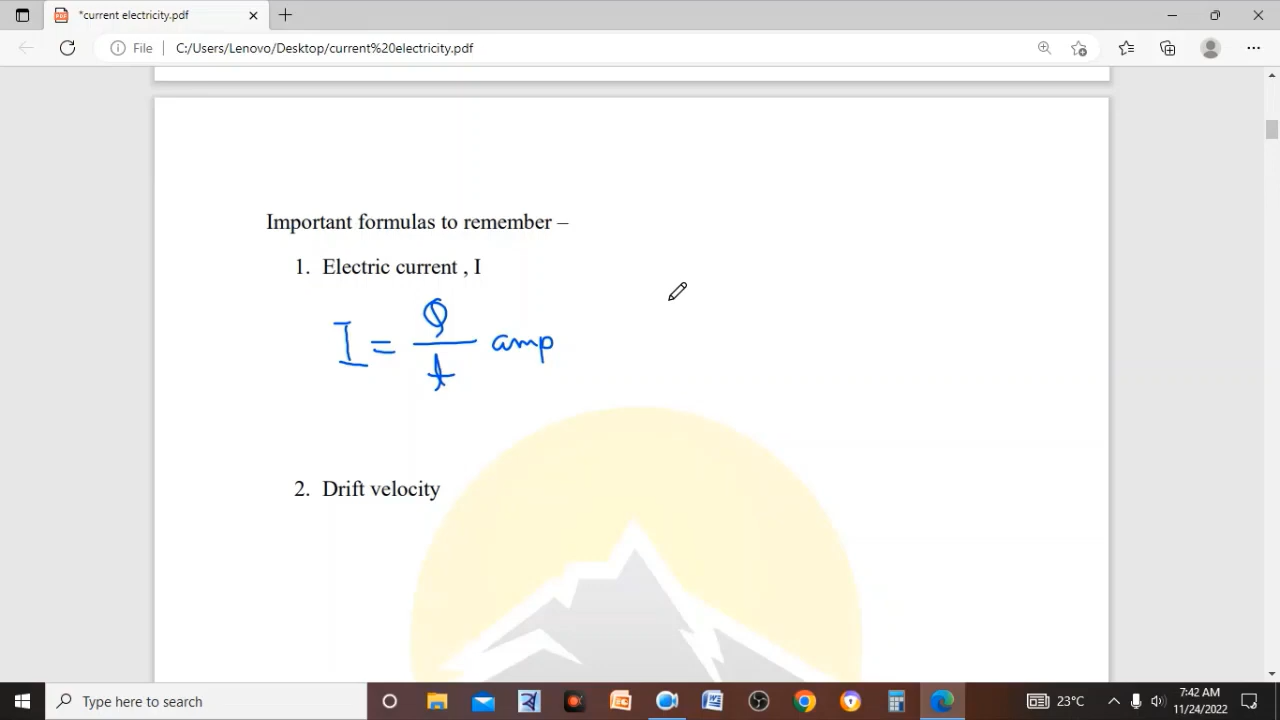 *current electricity.pdf
File
C:/Users/Lenovo/Desktop/current%20electricity.pdf
Important formulas to remember –
1. Electric current , I
I = Q/t amp
2. Drift velocity
Type here to search
23°C
7:42 AM
11/24/2022